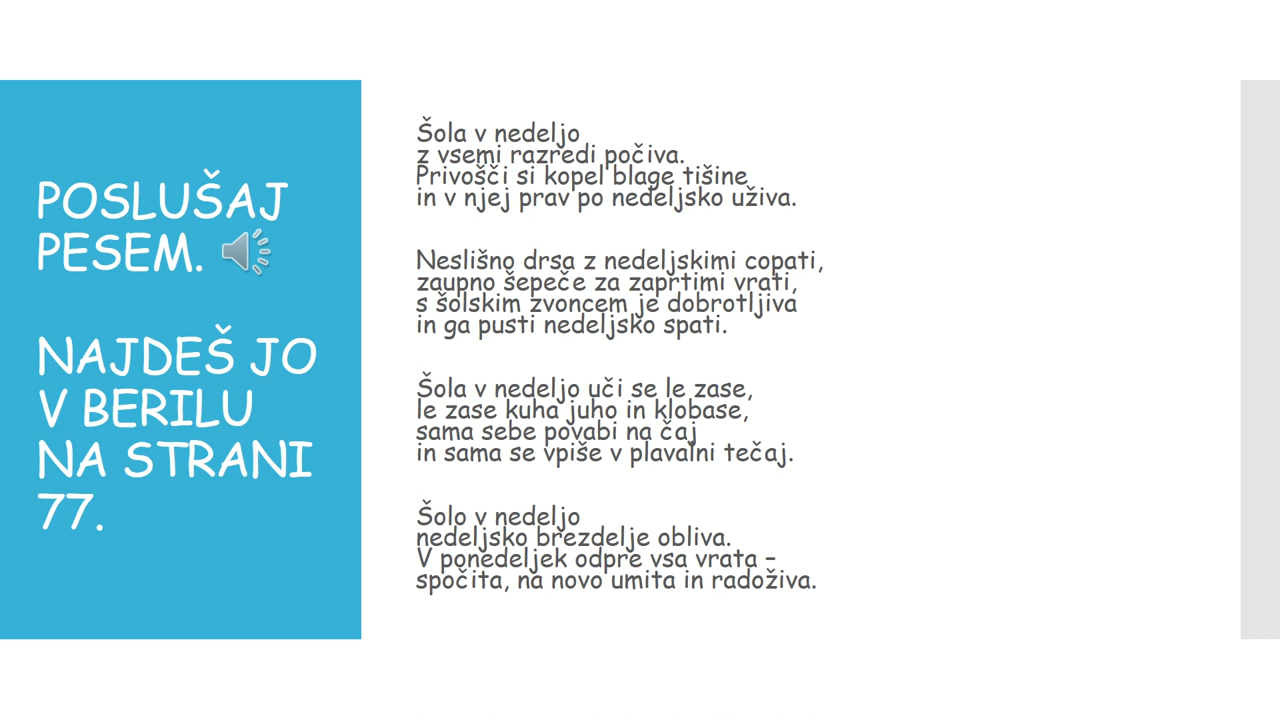 POSLUŠAJ
PESEM.
NAJDEŠ JO
V BERILU
NA STRANI
77.
Šola v nedeljo
z vsemi razredi počiva.
Privošči si kopel blage tišine
in v njej prav po nedeljsko uživa.
Neslišno drsa z nedeljskimi copati,
zaupno šepeče za zaprtimi vrati,
s šolskim zvoncem je dobrotljiva
in ga pusti nedeljsko spati.
Šola v nedeljo uči se le zase,
le zase kuha juho in klobase,
sama sebe povabi na čaj
in sama se vpiše v plavalni tečaj.
Šolo v nedeljo
nedeljsko brezdelje obliva.
V ponedeljek odpre vsa vrata –
spočita, na novo umita in radoživa.